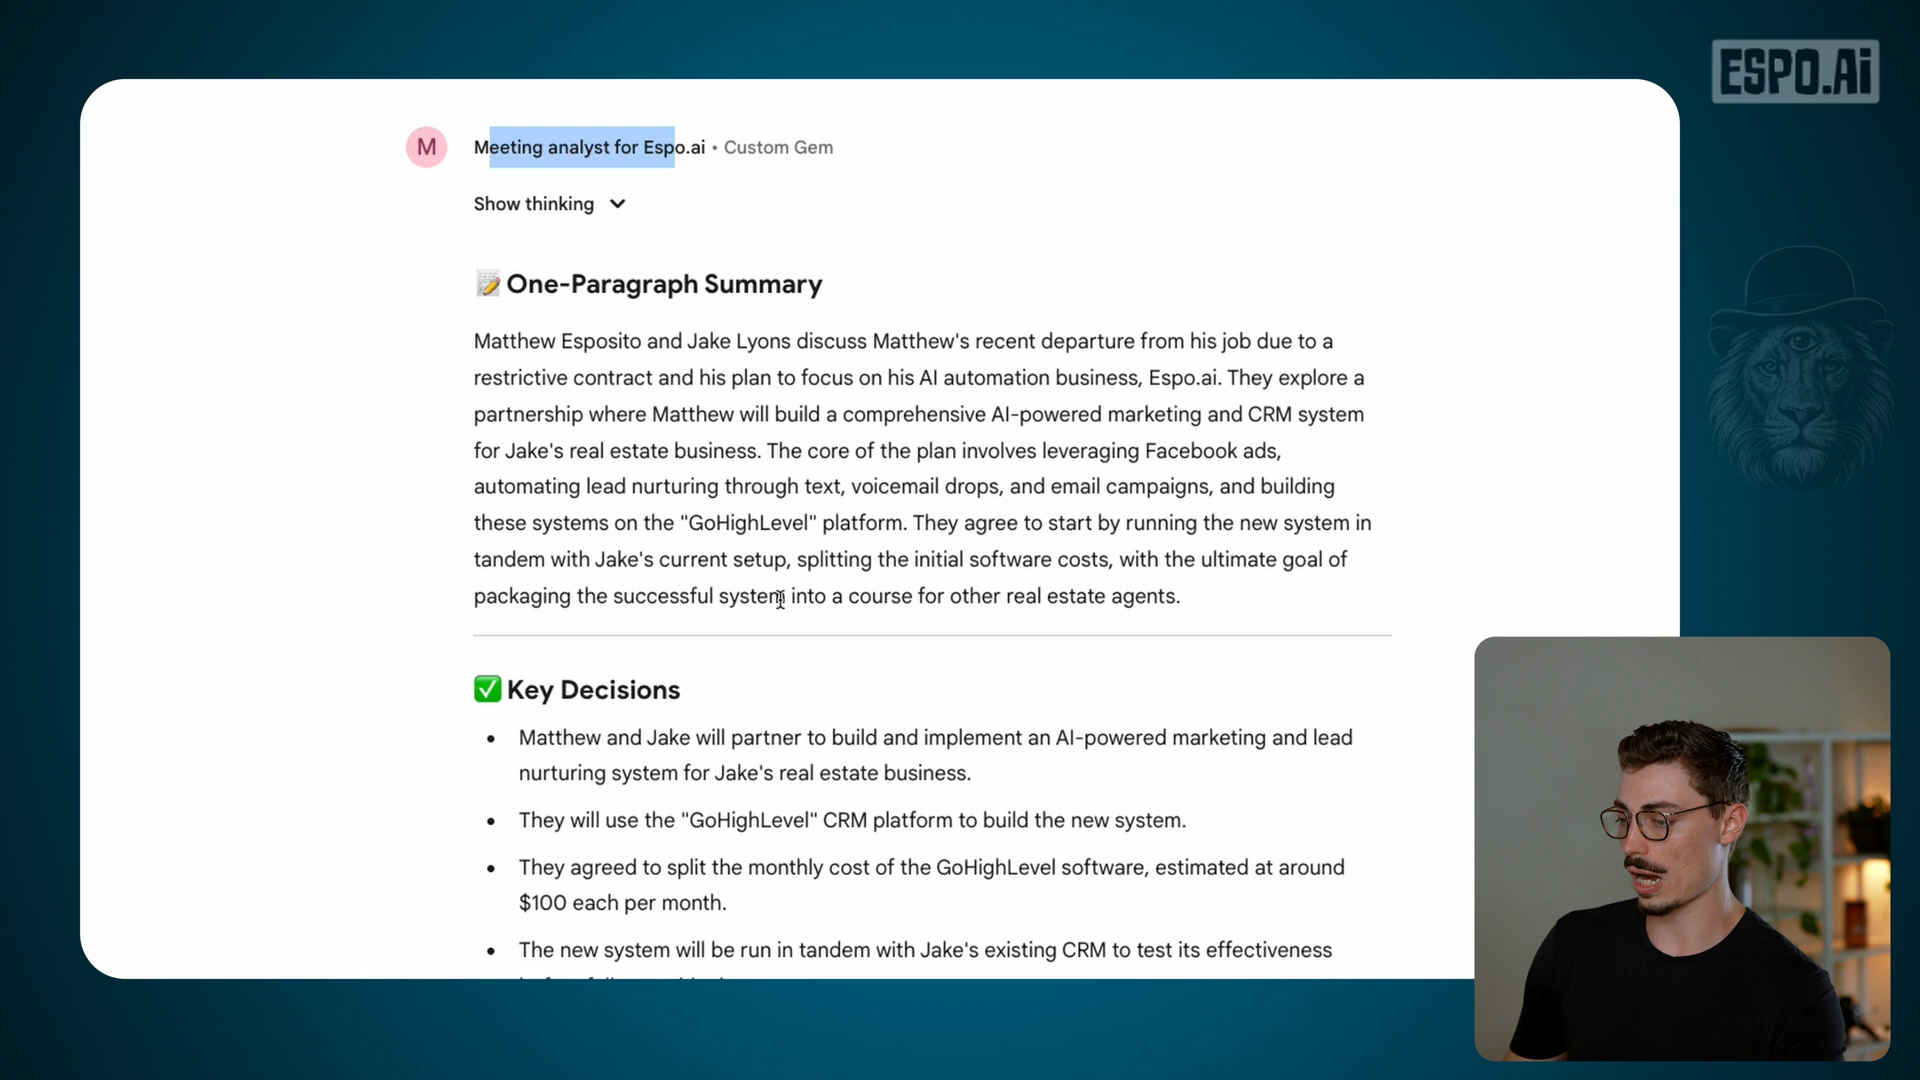 ESPO.Ai
M
Meeting analyst for Espo.ai • Custom Gem
Show thinking
One-Paragraph Summary
Matthew Esposito and Jake Lyons discuss Matthew's recent departure from his job due to a
restrictive contract and his plan to focus on his AI automation business, Espo.ai. They explore a
partnership where Matthew will build a comprehensive AI-powered marketing and CRM system
for Jake's real estate business. The core of the plan involves leveraging Facebook ads,
automating lead nurturing through text, voicemail drops, and email campaigns, and building
these systems on the "GoHighLevel" platform. They agree to start by running the new system in
tandem with Jake's current setup, splitting the initial software costs, with the ultimate goal of
packaging the successful system into a course for other real estate agents.
Key Decisions
• Matthew and Jake will partner to build and implement an AI-powered marketing and lead
nurturing system for Jake's real estate business.
• They will use the "GoHighLevel" CRM platform to build the new system.
• They agreed to split the monthly cost of the GoHighLevel software, estimated at around
$100 each per month.
• The new system will be run in tandem with Jake's existing CRM to test its effectiveness